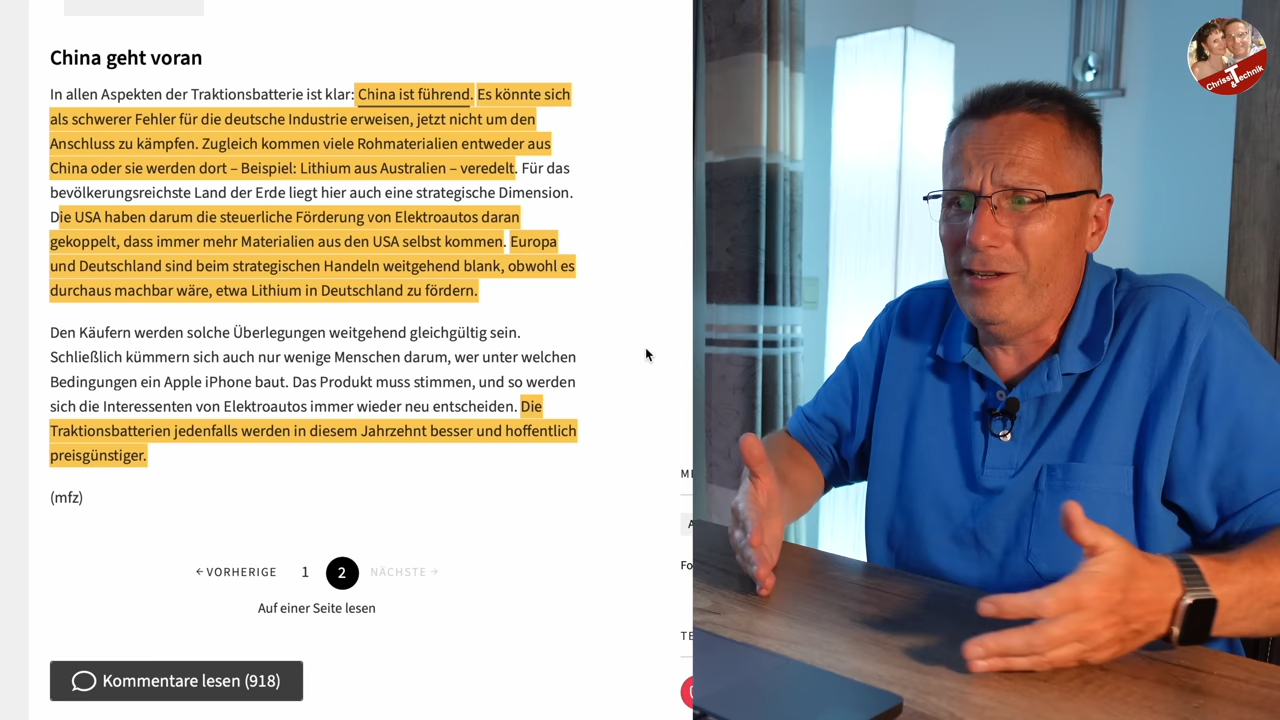 China geht voran
In allen Aspekten der Traktionsbatterie ist klar: China ist führend. Es könnte sich
als schwerer Fehler für die deutsche Industrie erweisen, jetzt nicht um den
Anschluss zu kämpfen. Zugleich kommen viele Rohmaterialien entweder aus
China oder sie werden dort – Beispiel: Lithium aus Australien – veredelt. Für das
bevölkerungsreichste Land der Erde liegt hier auch eine strategische Dimension.
Die USA haben darum die steuerliche Förderung von Elektroautos daran
gekoppelt, dass immer mehr Materialien aus den USA selbst kommen. Europa
und Deutschland sind beim strategischen Handeln weitgehend blank, obwohl es
durchaus machbar wäre, etwa Lithium in Deutschland zu fördern.
Den Käufern werden solche Überlegungen weitgehend gleichgültig sein.
Schließlich kümmern sich auch nur wenige Menschen darum, wer unter welchen
Bedingungen ein Apple iPhone baut. Das Produkt muss stimmen, und so werden
sich die Interessenten von Elektroautos immer wieder neu entscheiden. Die
Traktionsbatterien jedenfalls werden in diesem Jahrzehnt besser und hoffentlich
preisgünstiger.
(mfz)
← VORHERIGE 1 2 NÄCHSTE →
Auf einer Seite lesen
Kommentare lesen (918)
Chrissi & Technik